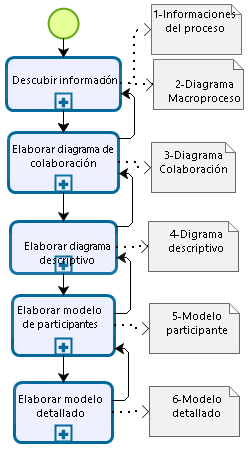 1-Informaciones
del proceso
Descubir información
2-Diagrama
Macroproceso
Elaborar diagrama de
colaboración
3-Diagrama
Colaboración
Elaborar diagrama
descriptivo
4-Digrama
descriptivo
Elaborar modelo
de participantes
5-Modelo
participante
Elaborar modelo
detallado
6-Modelo
detallado